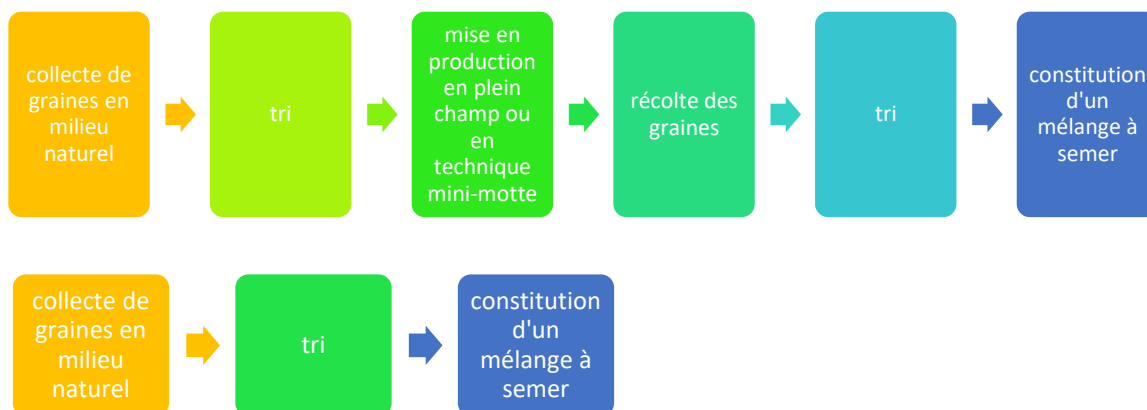 collecte de
graines en
milieu
naturel
tri
mise en
production
en plein
champ ou
en
technique
mini-motte
récolte des
graines
tri
constitution
d'un
mélange à
semer
collecte de
graines en
milieu
naturel
tri
constitution
d'un
mélange à
semer